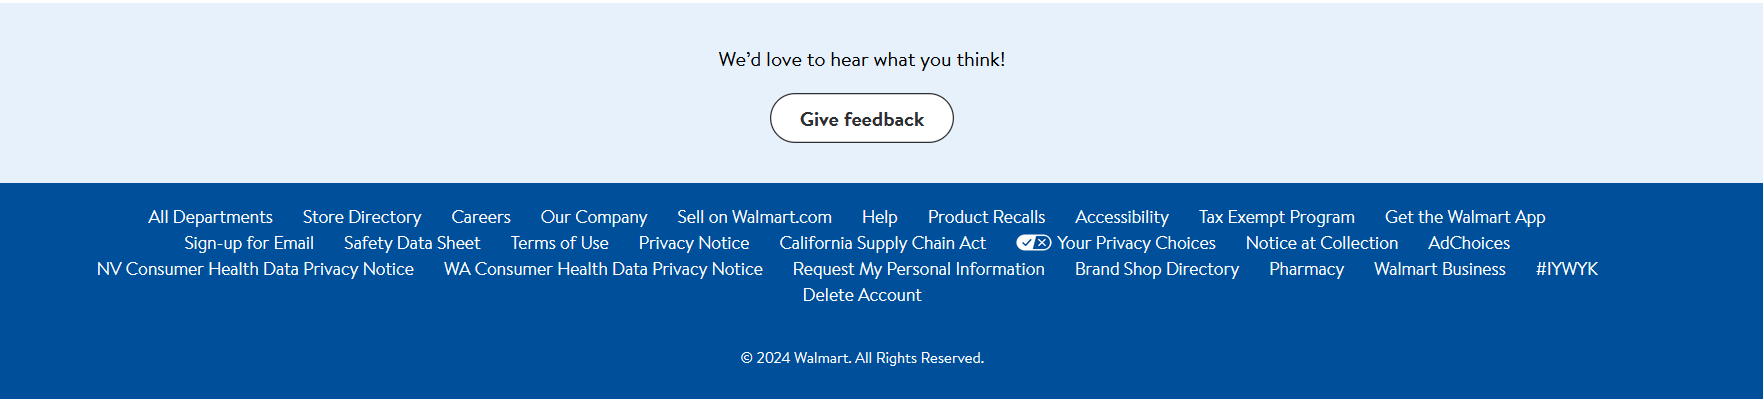 We’d love to hear what you think!
Give feedback
All Departments Store Directory Careers Our Company Sell on Walmart.com Help Product Recalls Accessibility Tax Exempt Program Get the Walmart App
Sign-up for Email Safety Data Sheet Terms of Use Privacy Notice California Supply Chain Act Your Privacy Choices Notice at Collection AdChoices
NV Consumer Health Data Privacy Notice WA Consumer Health Data Privacy Notice Request My Personal Information Brand Shop Directory Pharmacy Walmart Business #IYWYK
Delete Account
© 2024 Walmart. All Rights Reserved.